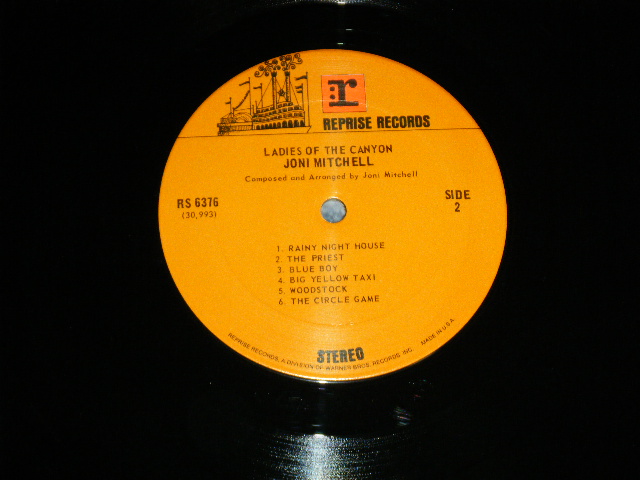 r
REPRISE RECORDS
LADIES OF THE CANYON
JONI MITCHELL
Composed and Arranged by Joni Mitchell
RS 6376
(30,993)
SIDE
2
1. RAINY NIGHT HOUSE
2. THE PRIEST
3. BLUE BOY
4. BIG YELLOW TAXI
5. WOODSTOCK
6. THE CIRCLE GAME
STEREO
REPRISE RECORDS, A DIVISION OF WARNER BROS. RECORDS, INC. MADE IN U.S.A.